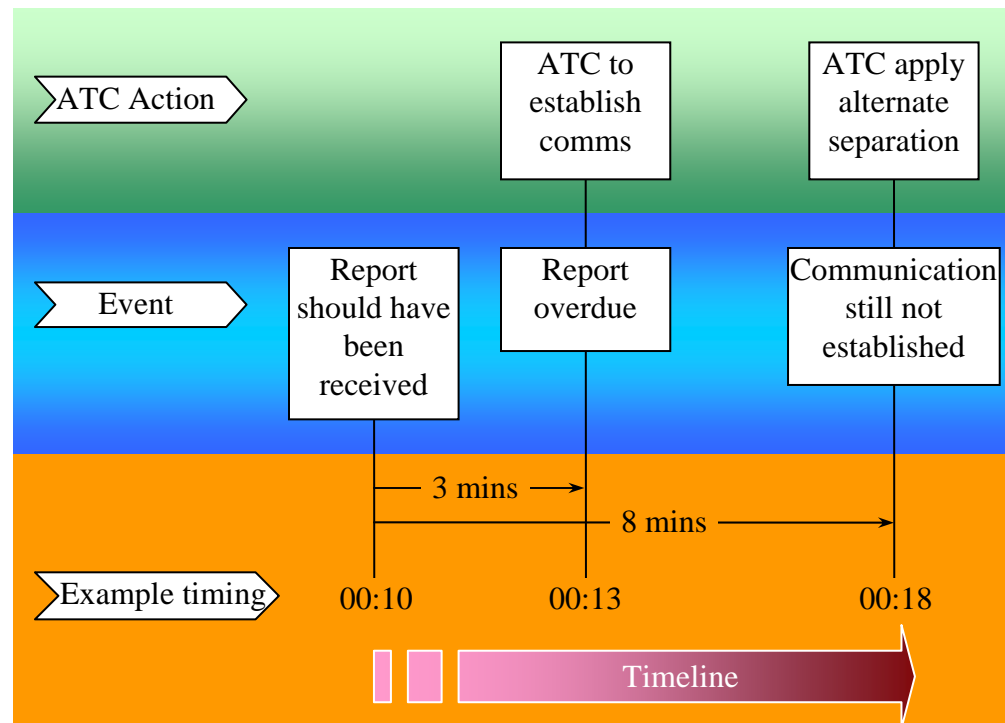 ATC Action
ATC to
establish
comms
ATC apply
alternate
separation
Event
Report
should have
been
received
Report
overdue
Communication
still not
established
3 mins
8 mins
Example timing
00:10
00:13
00:18
Timeline